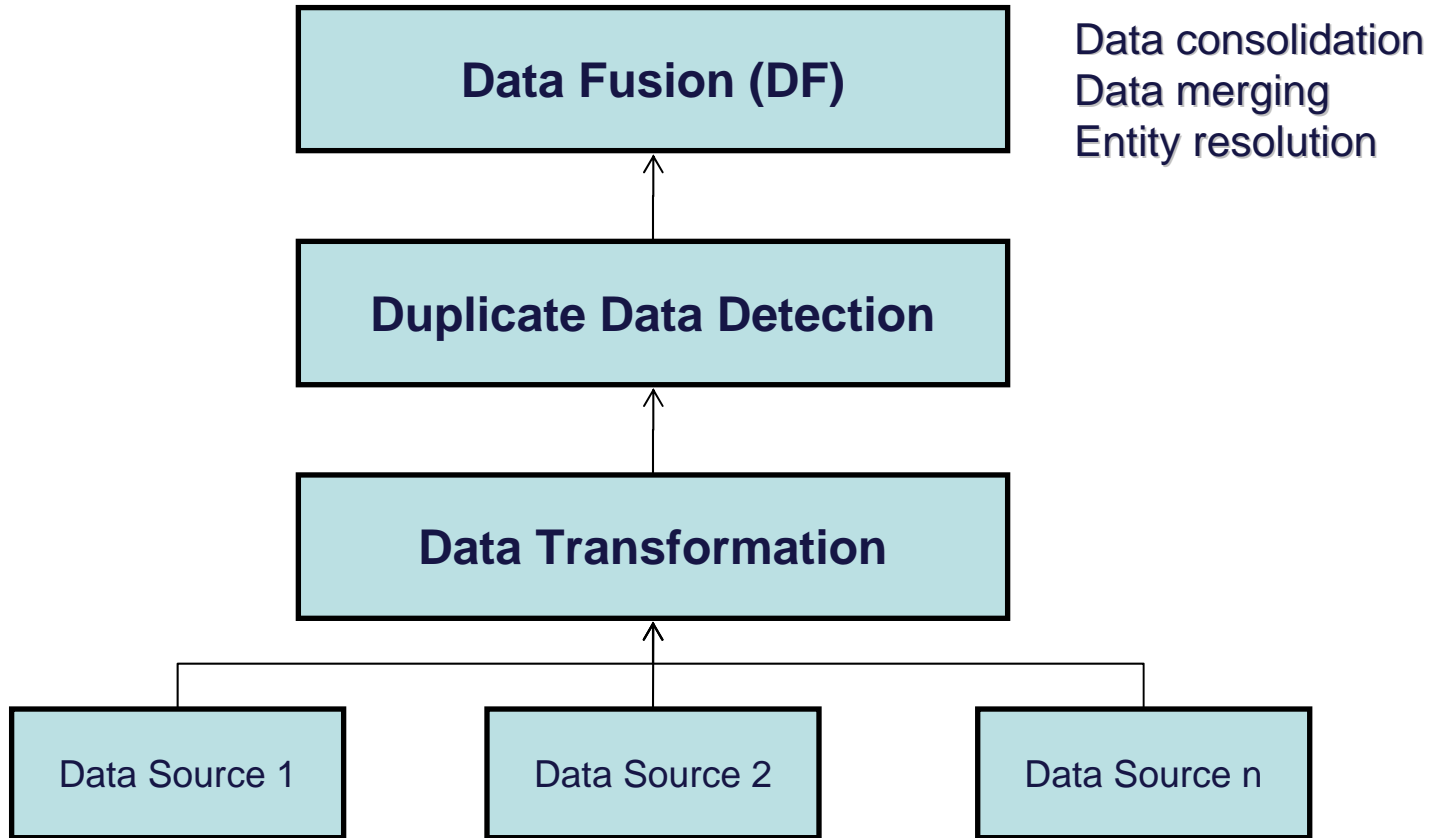 Data Fusion (DF)
Data consolidation
Data merging
Entity resolution
Duplicate Data Detection
Data Transformation
Data Source 1
Data Source 2
Data Source n